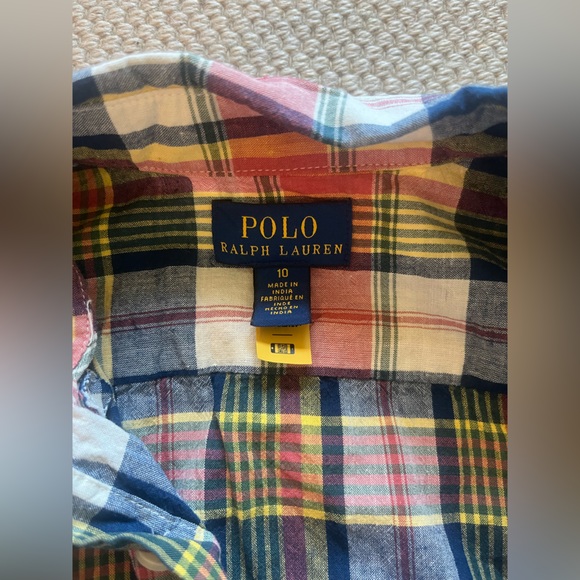 POLO
RALPH LAUREN
10
MADE IN
INDIA
FABRIQUÉ EN
INDE
HECHO EN
INDIA